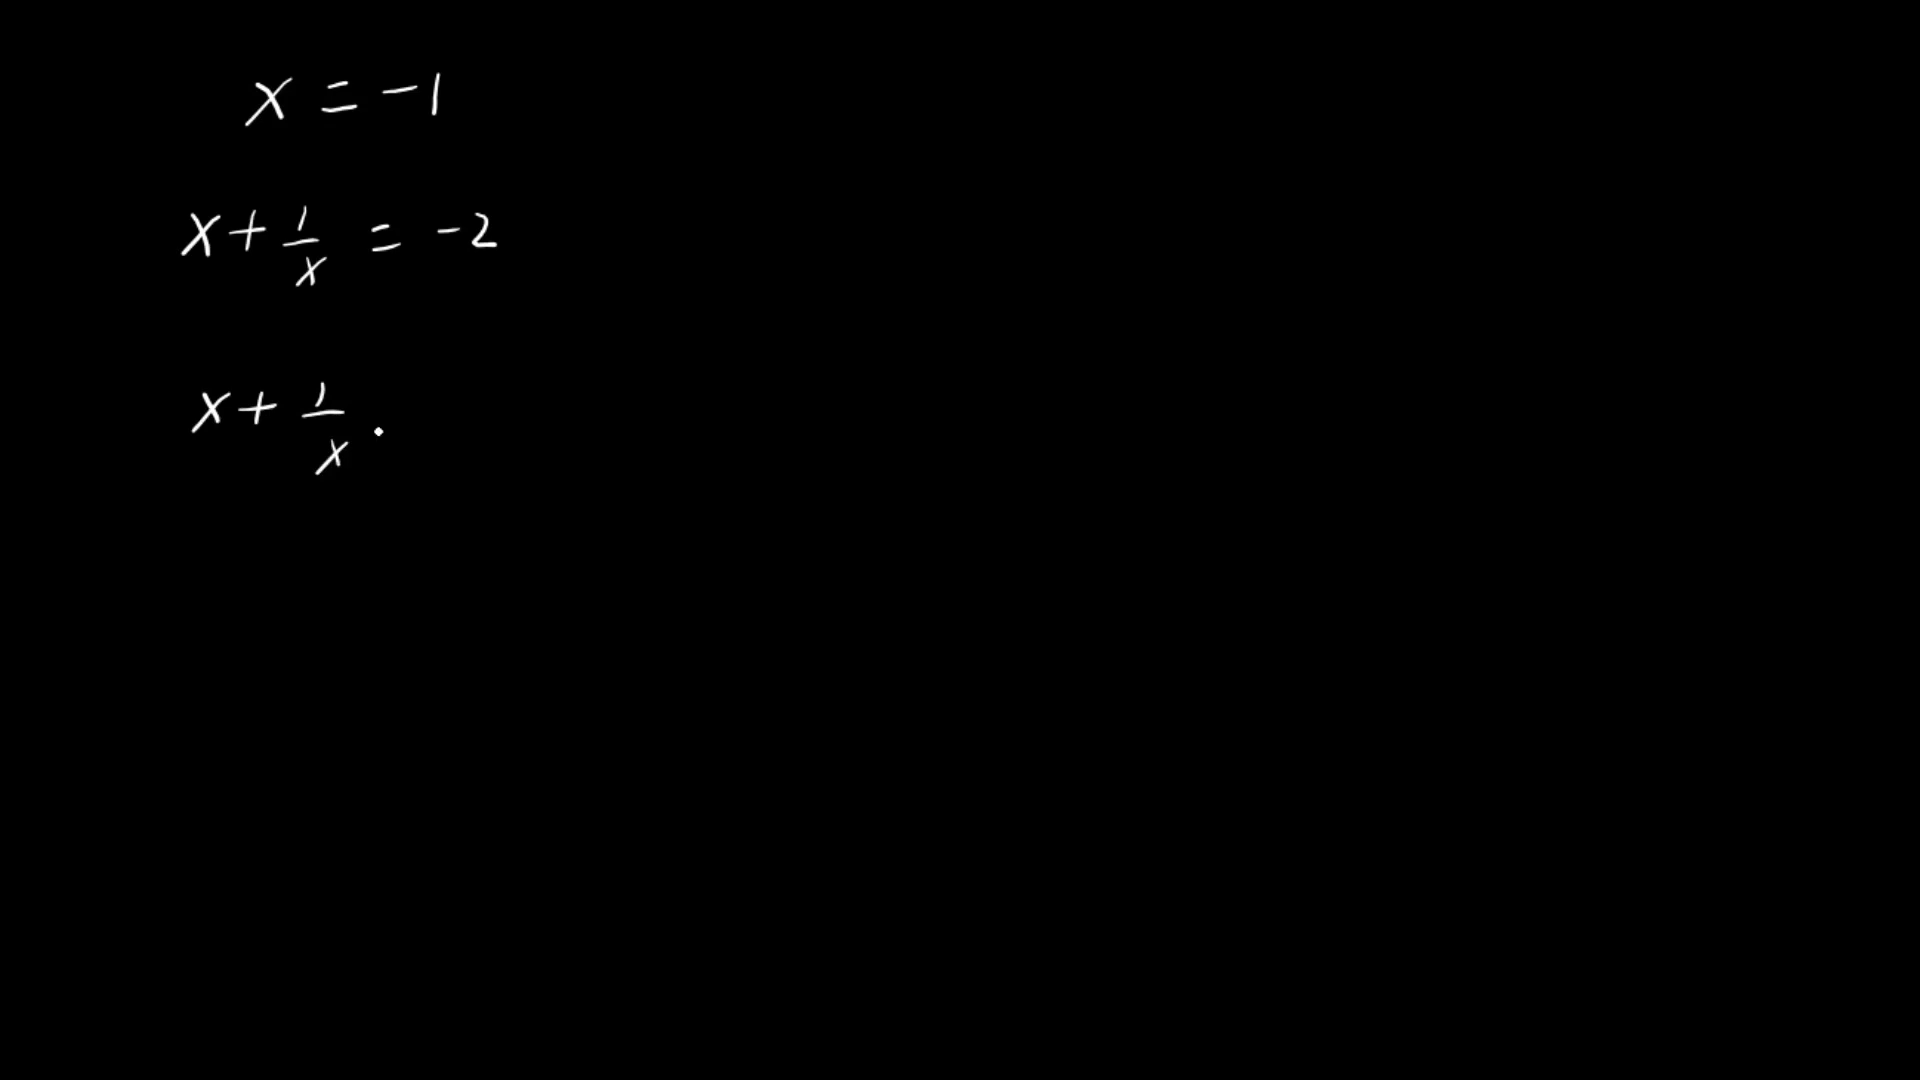 x = -1
x + 1/x = -2
x + 1/x